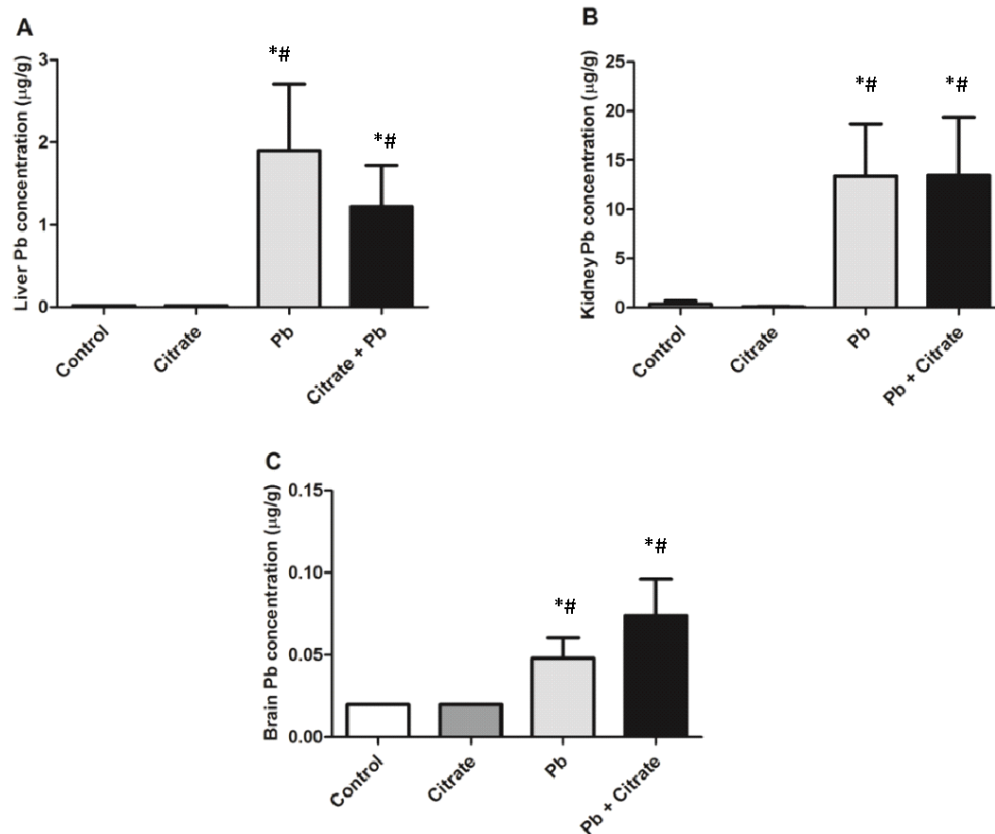 A
Liver Pb concentration (µg/g)
3
2
1
0
*#
*#
Control
Citrate
Pb
Citrate + Pb
B
Kidney Pb concentration (µg/g)
25
20
15
10
5
0
*#
*#
Control
Citrate
Pb
Pb + Citrate
C
Brain Pb concentration (µg/g)
0.15
0.10
0.05
0.00
*#
*#
Control
Citrate
Pb
Pb + Citrate